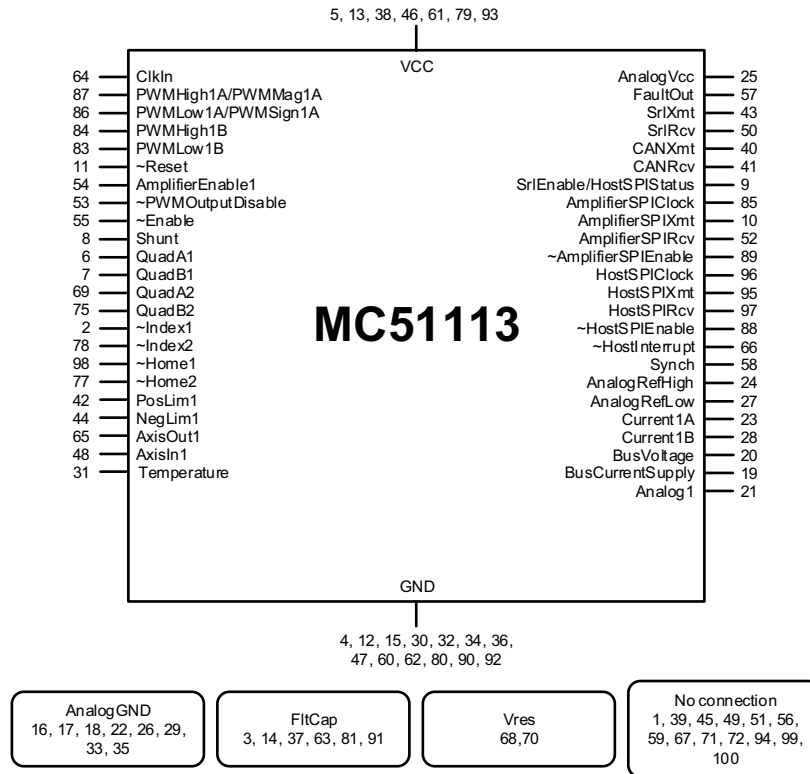 5, 13, 38, 46, 61, 79, 93
VCC
64 ClkIn
87 PWMHigh1A/PWMMag1A
86 PWMLow1A/PWMSign1A
84 PWMHigh1B
83 PWMLow1B
11 ~Reset
54 AmplifierEnable1
53 ~PWMOutputDisable
55 ~Enable
8 Shunt
6 QuadA1
7 QuadB1
69 QuadA2
75 QuadB2
2 ~Index1
78 ~Index2
98 ~Home1
77 ~Home2
42 PosLim1
44 NegLim1
65 AxisOut1
48 AxisIn1
31 Temperature
MC51113
AnalogVcc 25
FaultOut 57
SrlXmt 43
SrlRcv 50
CANXmt 40
CANRcv 41
SrlEnable/HostSPIStatus 9
AmplifierSPIClock 85
AmplifierSPIXmt 10
AmplifierSPIRcv 52
~AmplifierSPIEnable 89
HostSPIClock 96
HostSPIXmt 95
HostSPIRcv 97
~HostSPIEnable 88
~HostInterrupt 66
Synch 58
AnalogRefHigh 24
AnalogRefLow 27
Current1A 23
Current1B 28
BusVoltage 20
BusCurrentSupply 19
Analog1 21
GND
4, 12, 15, 30, 32, 34, 36,
47, 60, 62, 80, 90, 92
AnalogGND
16, 17, 18, 22, 26, 29,
33, 35
FltCap
3, 14, 37, 63, 81, 91
Vres
68,70
No connection
1, 39, 45, 49, 51, 56,
59, 67, 71, 72, 94, 99,
100